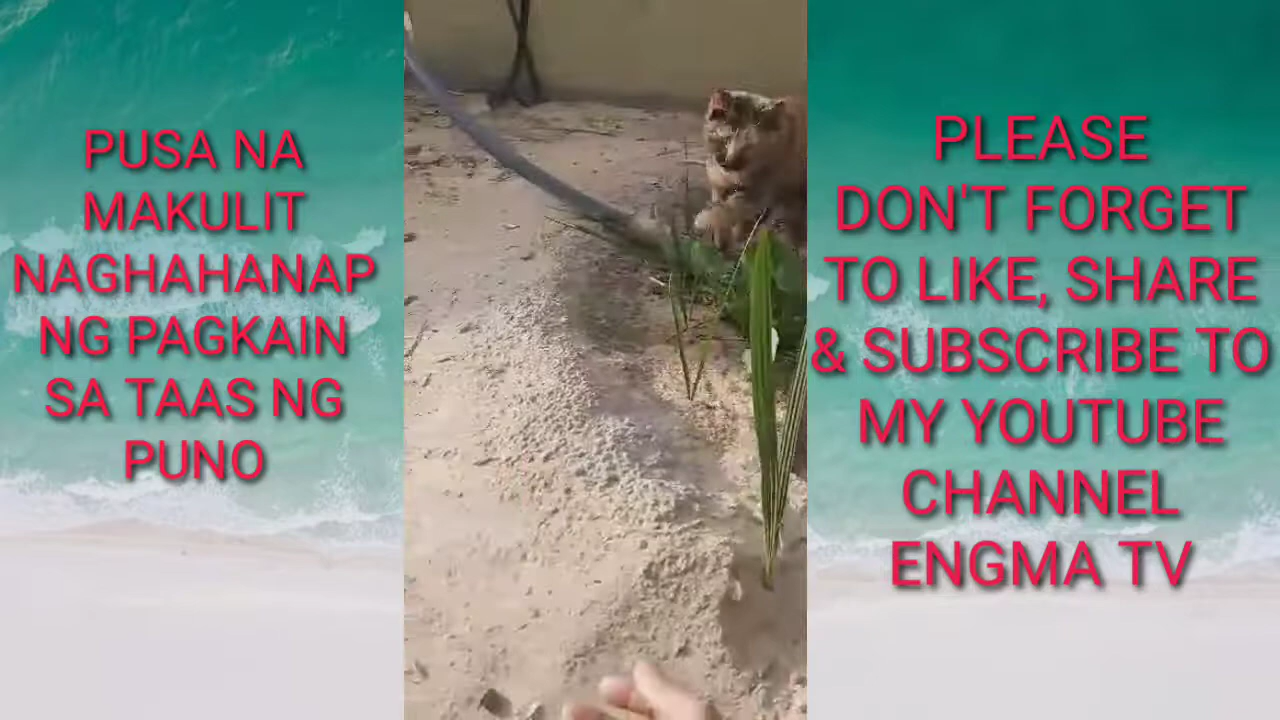 PUSA NA
MAKULIT
NAGHAHANAP
NG PAGKAIN
SA TAAS NG
PUNO
PLEASE
DON'T FORGET
TO LIKE, SHARE
& SUBSCRIBE TO
MY YOUTUBE
CHANNEL
ENGMA TV